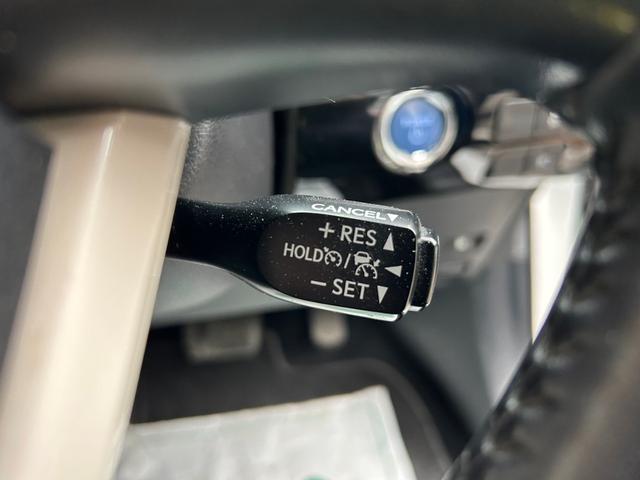 CANCEL▼
+ RES ▲
HOLD / ◀
− SET ▼